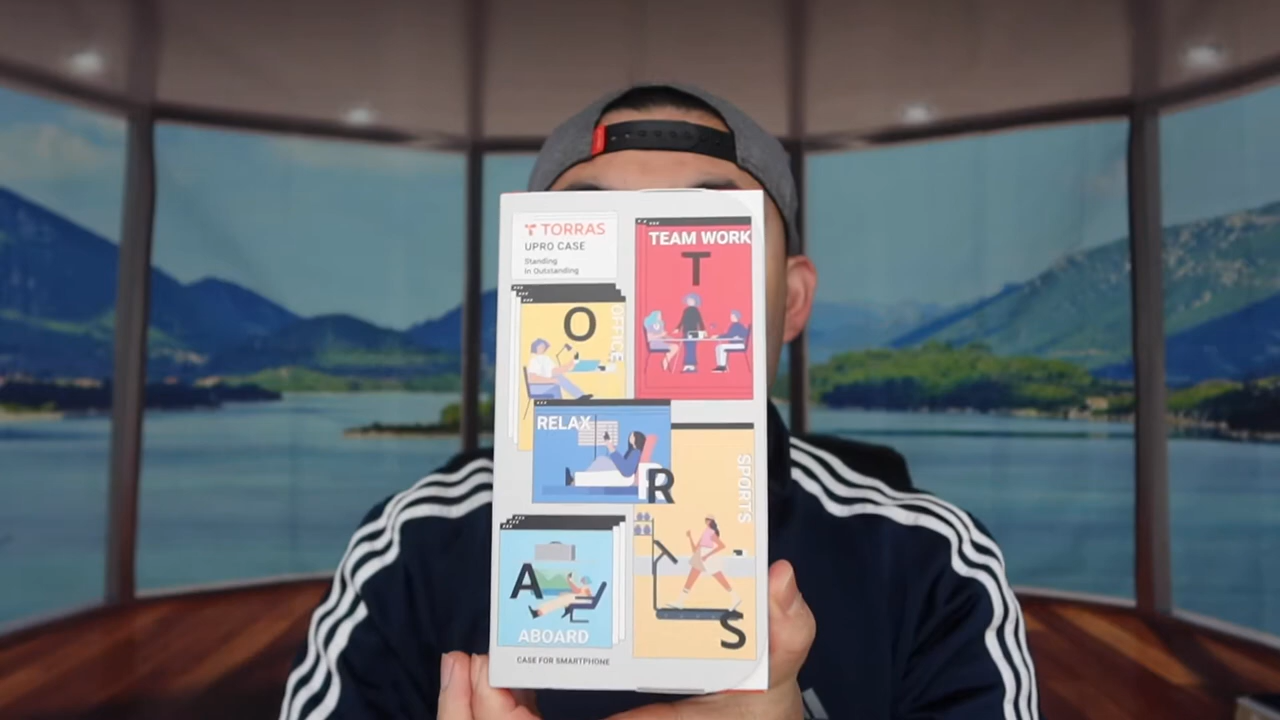 TORRAS
UPRO CASE
Standing
in Outstanding
TEAM WORK
T
O
OFFICE
RELAX
R
SPORTS
A
ABOARD
S
CASE FOR SMARTPHONE